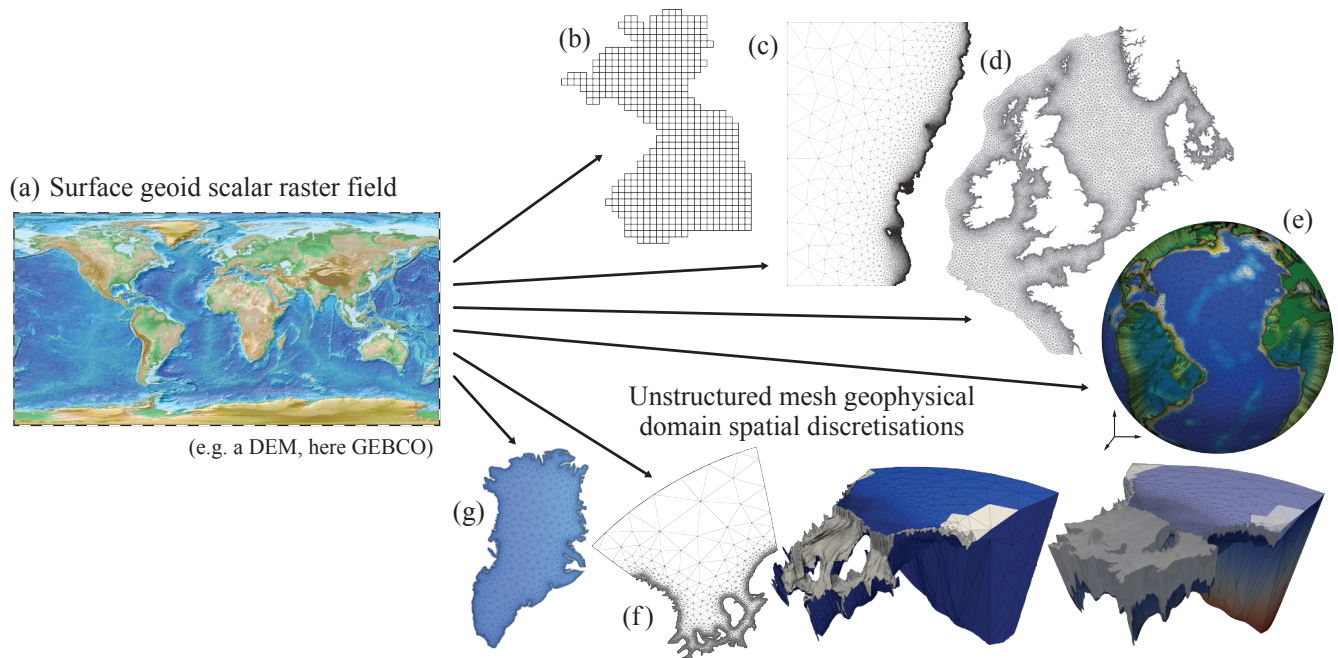 (a) Surface geoid scalar raster field
(e.g. a DEM, here GEBCO)
(b)
(c)
(d)
(e)
Unstructured mesh geophysical
domain spatial discretisations
(g)
(f)